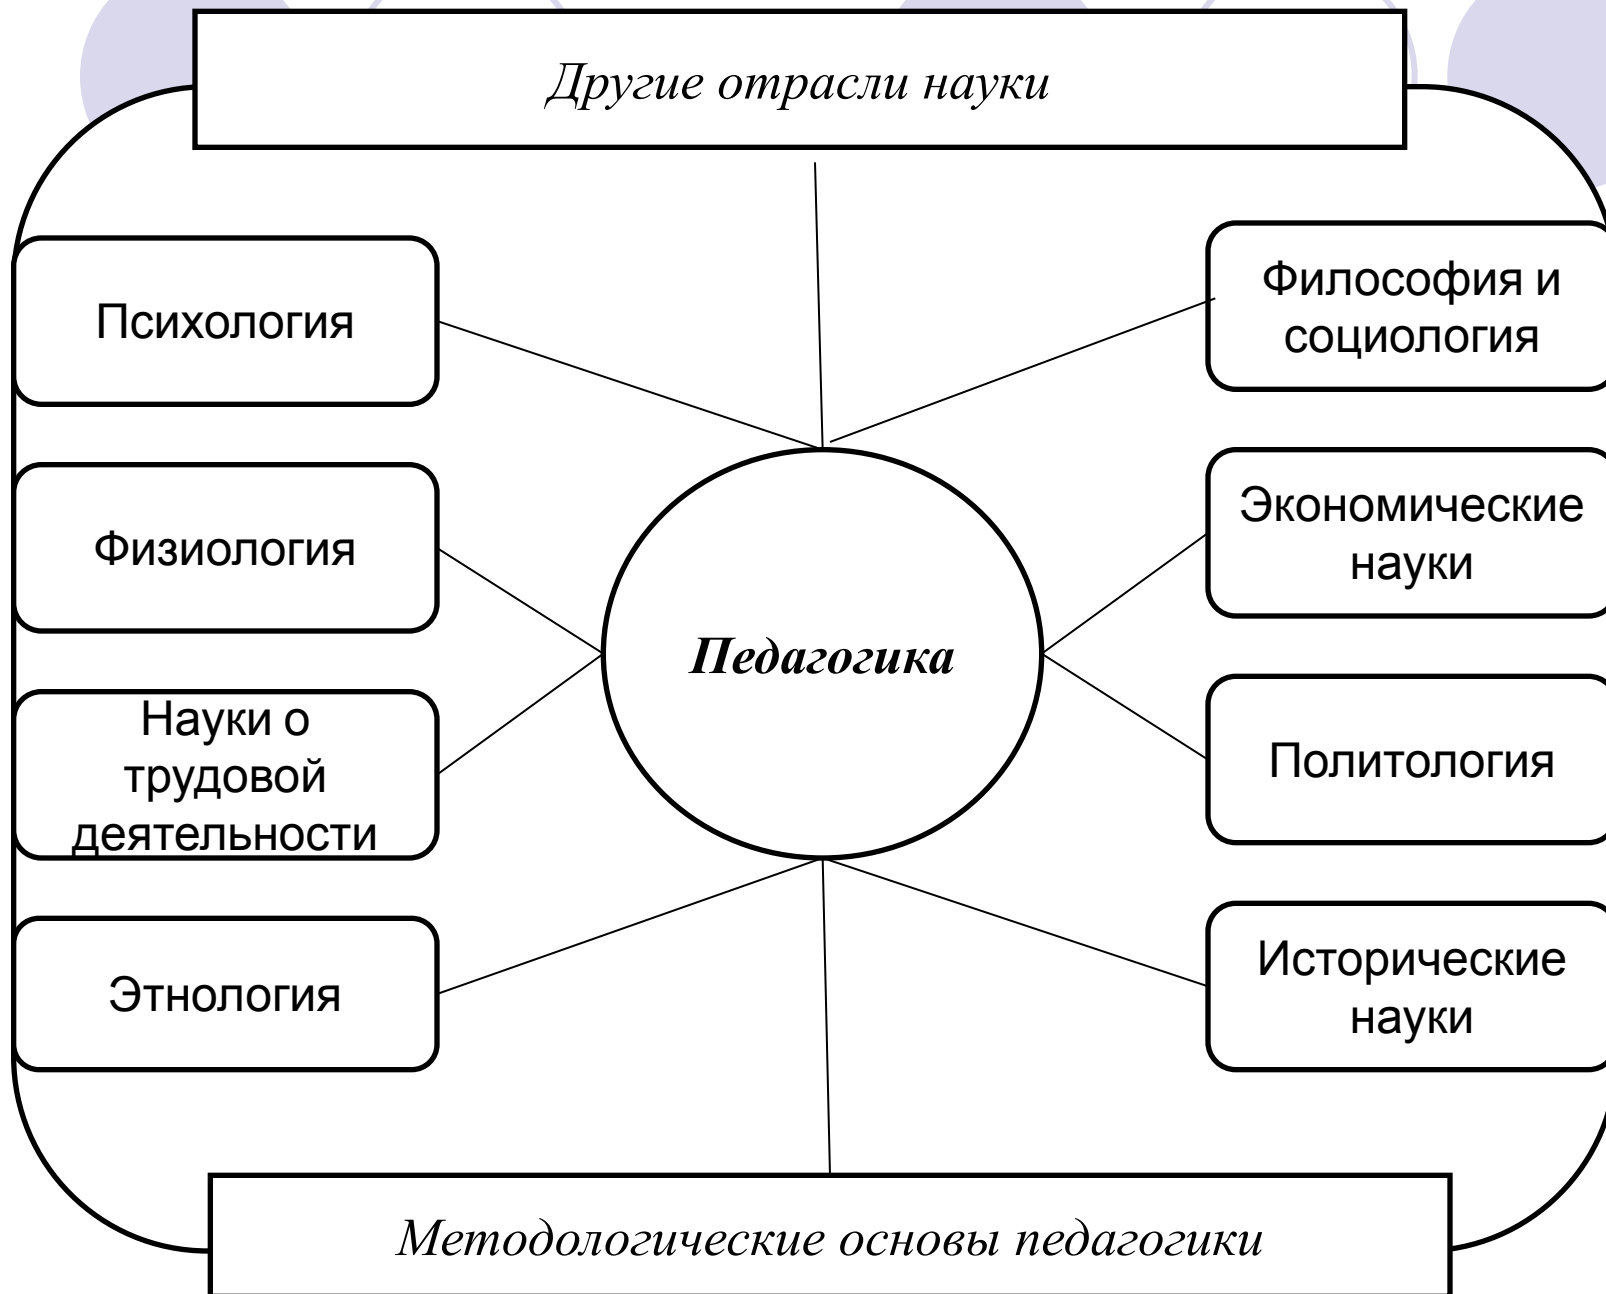 Другие отрасли науки
Психология
Философия и
социология
Физиология
Экономические
науки
Педагогика
Науки о
трудовой
деятельности
Политология
Этнология
Исторические
науки
Методологические основы педагогики